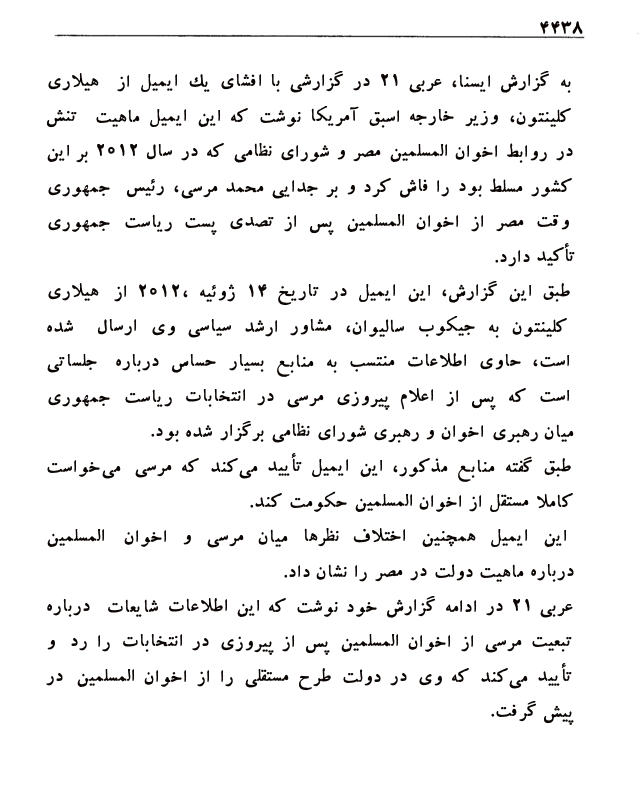 ۴۴۳۸
به گزارش ایسنا، عربی ۲۱ در گزارشی با افشای یك ایمیل از هیلاری
کلینتون، وزیر خارجه اسبق آمریکا نوشت که این ایمیل ماهیت تنش
در روابط اخوان المسلمین مصر و شورای نظامی که در سال ۲۰۱۲ بر این
کشور مسلط بود را فاش کرد و بر جدایی محمد مرسی، رئیس جمهوری
وقت مصر از اخوان المسلمین پس از تصدی پست ریاست جمهوری
تأکید دارد.
طبق این گزارش، این ایمیل در تاریخ ۱۴ ژوئیه ،۲۰۱۲ از هیلاری
کلینتون به جیکوب سالیوان، مشاور ارشد سیاسی وی ارسال شده
است، حاوی اطلاعات منتسب به منابع بسیار حساس درباره جلساتی
است که پس از اعلام پیروزی مرسی در انتخابات ریاست جمهوری
میان رهبری اخوان و رهبری شورای نظامی برگزار شده بود.
طبق گفته منابع مذکور، این ایمیل تأیید می‌کند که مرسی می‌خواست
کاملا مستقل از اخوان المسلمین حکومت کند.
این ایمیل همچنین اختلاف نظرها میان مرسی و اخوان المسلمین
درباره ماهیت دولت در مصر را نشان داد.
عربی ۲۱ در ادامه گزارش خود نوشت که این اطلاعات شایعات درباره
تبعیت مرسی از اخوان المسلمین پس از پیروزی در انتخابات را رد و
تأیید می‌کند که وی در دولت طرح مستقلی را از اخوان المسلمین در
پیش گرفت.